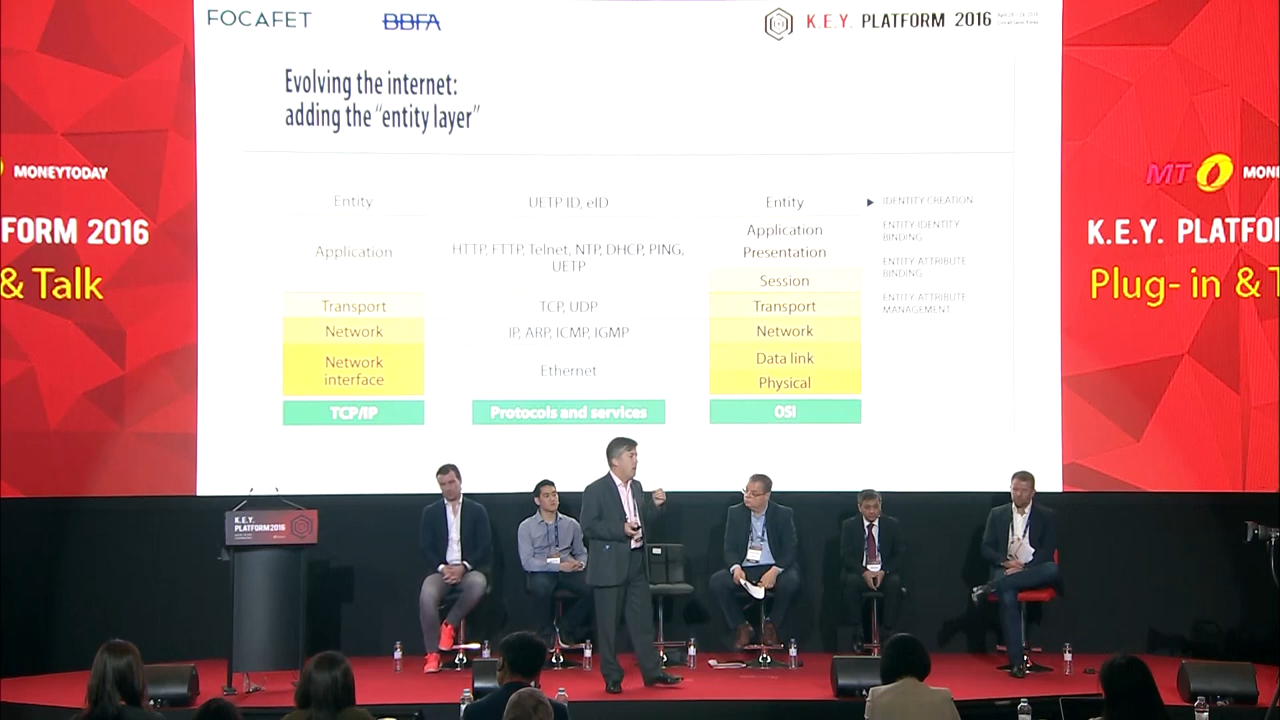 FOCAFET
BBFA
K.E.Y. PLATFORM 2016
Evolving the internet:
adding the “entity layer”
MONEYTODAY
FORM 2016
& Talk
MT
MON
K.E.Y. PLATFO
Plug- in & T
Entity
UETP ID, eID
Entity
IDENTITY CREATION
Application
ENTITY-IDENTITY
BINDING
Application
HTTP, FTTP, Telnet, NTP, DHCP, PING,
UETP
Presentation
ENTITY-ATTRIBUTE
BINDING
Session
Transport
TCP, UDP
Transport
ENTITY-ATTRIBUTE
MANAGEMENT
Network
IP, ARP, ICMP, IGMP
Network
Network
interface
Ethernet
Data link
Physical
TCP/IP
Protocols and services
OSI
K.E.Y.
PLATFORM2016